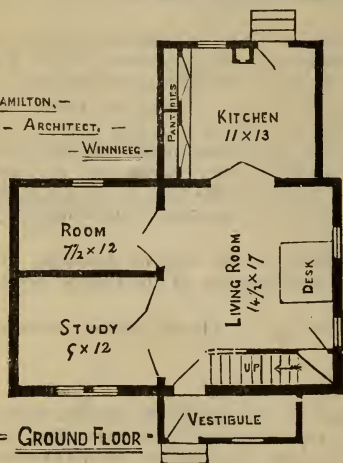 AMILTON,-
- ARCHITECT, -
- WINNIEEG -
PANTRIES
KITCHEN
11 x 13
ROOM
7½ x 12
LIVING ROOM
14½ x 17
DESK
STUDY
9 x 12
UP
VESTIBULE
- GROUND FLOOR -